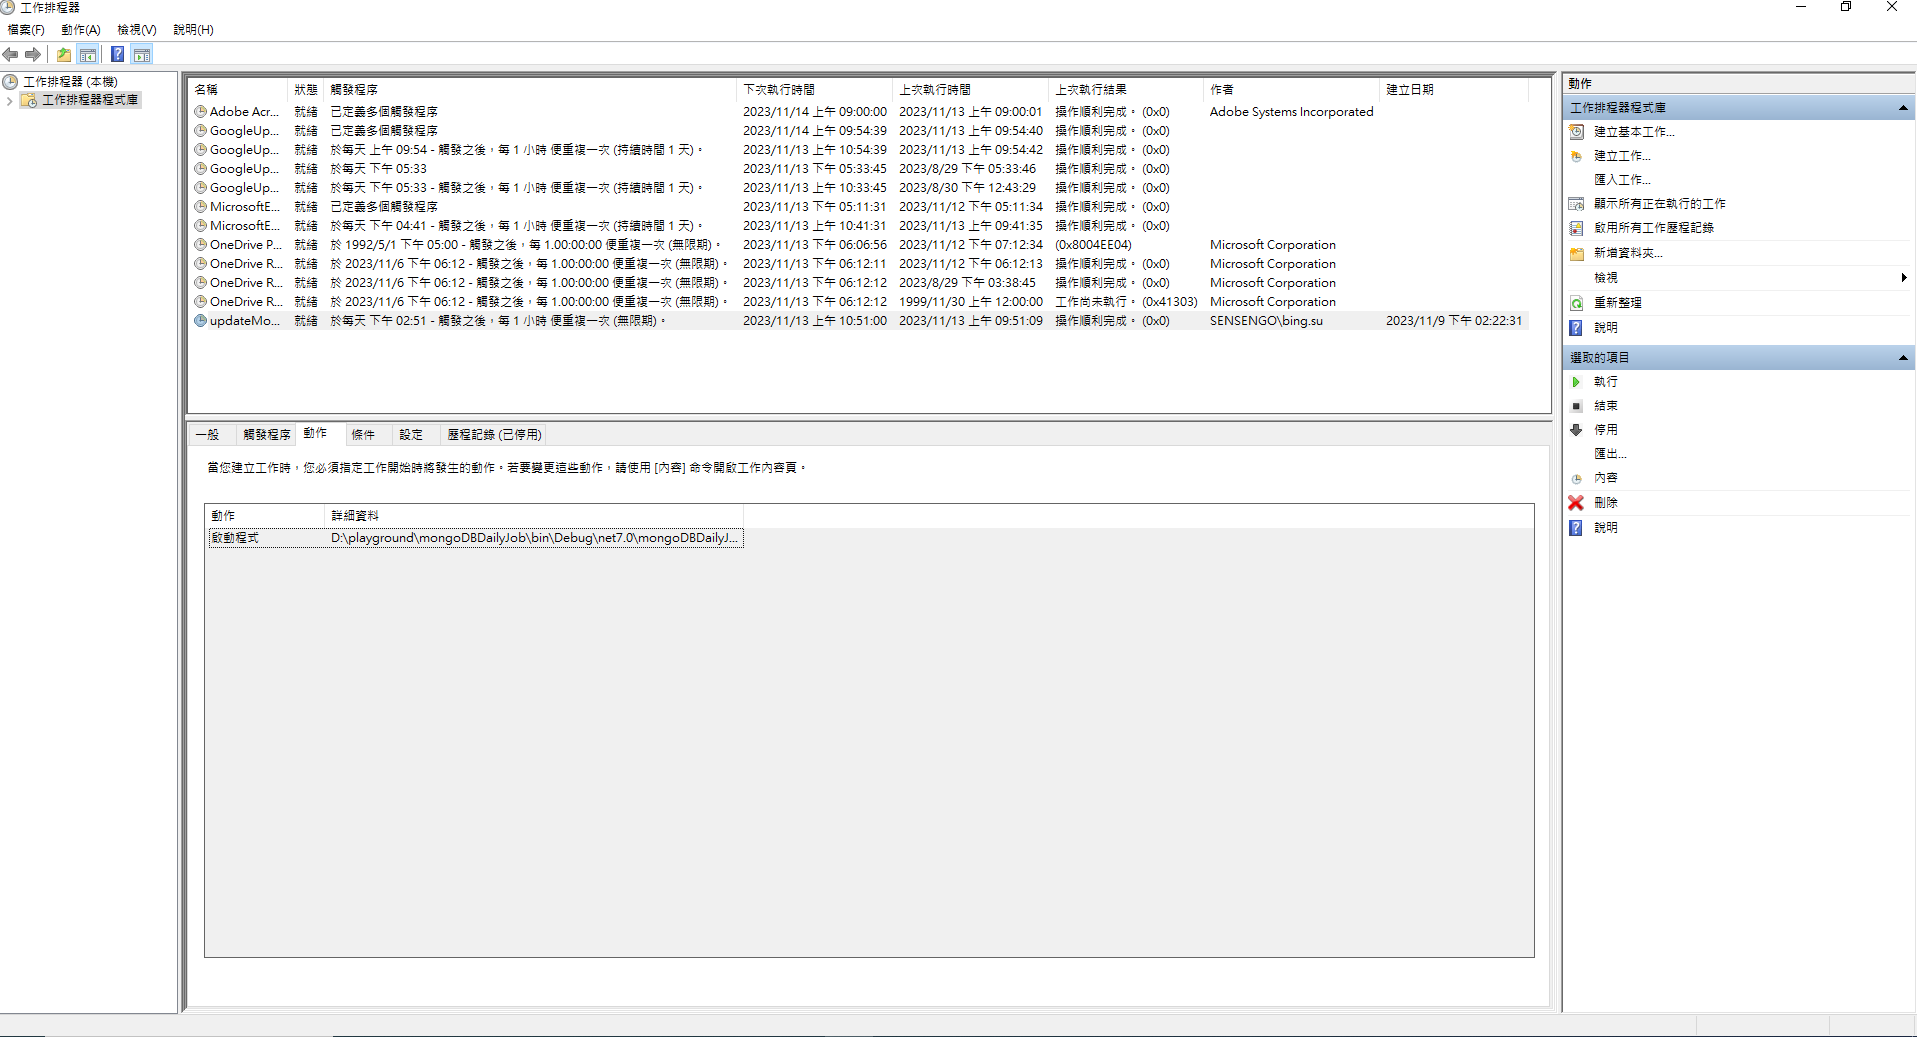 工作排程器
檔案(F) 動作(A) 檢視(V) 說明(H)
工作排程器 (本機)
工作排程器程式庫
名稱 狀態 觸發程序 下次執行時間 上次執行時間 上次執行結果 作者 建立日期
Adobe Acr... 就緒 已定義多個觸發程序 2023/11/14 上午 09:00:00 2023/11/13 上午 09:00:01 操作順利完成。 (0x0) Adobe Systems Incorporated
GoogleUp... 就緒 已定義多個觸發程序 2023/11/14 上午 09:54:39 2023/11/13 上午 09:54:40 操作順利完成。 (0x0)
GoogleUp... 就緒 於每天 上午 09:54 - 觸發之後，每 1 小時 便重複一次 (持續時間 1 天)。 2023/11/13 上午 10:54:39 2023/11/13 上午 09:54:42 操作順利完成。 (0x0)
GoogleUp... 就緒 於每天 下午 05:33 2023/11/13 下午 05:33:45 2023/8/29 下午 05:33:46 操作順利完成。 (0x0)
GoogleUp... 就緒 於每天 下午 05:33 - 觸發之後，每 1 小時 便重複一次 (持續時間 1 天)。 2023/11/13 上午 10:33:45 2023/8/30 下午 12:43:29 操作順利完成。 (0x0)
MicrosoftE... 就緒 已定義多個觸發程序 2023/11/13 下午 05:11:31 2023/11/12 下午 05:11:34 操作順利完成。 (0x0)
MicrosoftE... 就緒 於每天 下午 04:41 - 觸發之後，每 1 小時 便重複一次 (持續時間 1 天)。 2023/11/13 上午 10:41:31 2023/11/13 上午 09:41:35 操作順利完成。 (0x0)
OneDrive P... 就緒 於 1992/5/1 下午 05:00 - 觸發之後，每 1.00:00:00 便重複一次 (無限期)。 2023/11/13 下午 06:06:56 2023/11/12 下午 07:12:34 (0x8004EE04) Microsoft Corporation
OneDrive R... 就緒 於 2023/11/6 下午 06:12 - 觸發之後，每 1.00:00:00 便重複一次 (無限期)。 2023/11/13 下午 06:12:11 2023/11/12 下午 06:12:13 操作順利完成。 (0x0) Microsoft Corporation
OneDrive R... 就緒 於 2023/11/6 下午 06:12 - 觸發之後，每 1.00:00:00 便重複一次 (無限期)。 2023/11/13 下午 06:12:12 2023/8/29 下午 03:38:45 操作順利完成。 (0x0) Microsoft Corporation
OneDrive R... 就緒 於 2023/11/6 下午 06:12 - 觸發之後，每 1.00:00:00 便重複一次 (無限期)。 2023/11/13 下午 06:12:12 1999/11/30 上午 12:00:00 工作尚未執行。 (0x41303) Microsoft Corporation
updateMo... 就緒 於每天 下午 02:51 - 觸發之後，每 1 小時 便重複一次 (無限期)。 2023/11/13 上午 10:51:00 2023/11/13 上午 09:51:09 操作順利完成。 (0x0) SENSENGO\bing.su 2023/11/9 下午 02:22:31
一般 觸發程序 動作 條件 設定 歷程記錄 (已停用)
當您建立工作時，您必須指定工作開始時將發生的動作。若要變更這些動作，請使用 [內容] 命令開啟工作內容頁。
動作 詳細資料
啟動程式 D:\playground\mongoDBDailyJob\bin\Debug\net7.0\mongoDBDailyJ...
動作
工作排程器程式庫
建立基本工作...
建立工作...
匯入工作...
顯示所有正在執行的工作
啟用所有工作歷程記錄
新增資料夾...
檢視
重新整理
說明
選取的項目
執行
結束
停用
匯出...
內容
刪除
說明